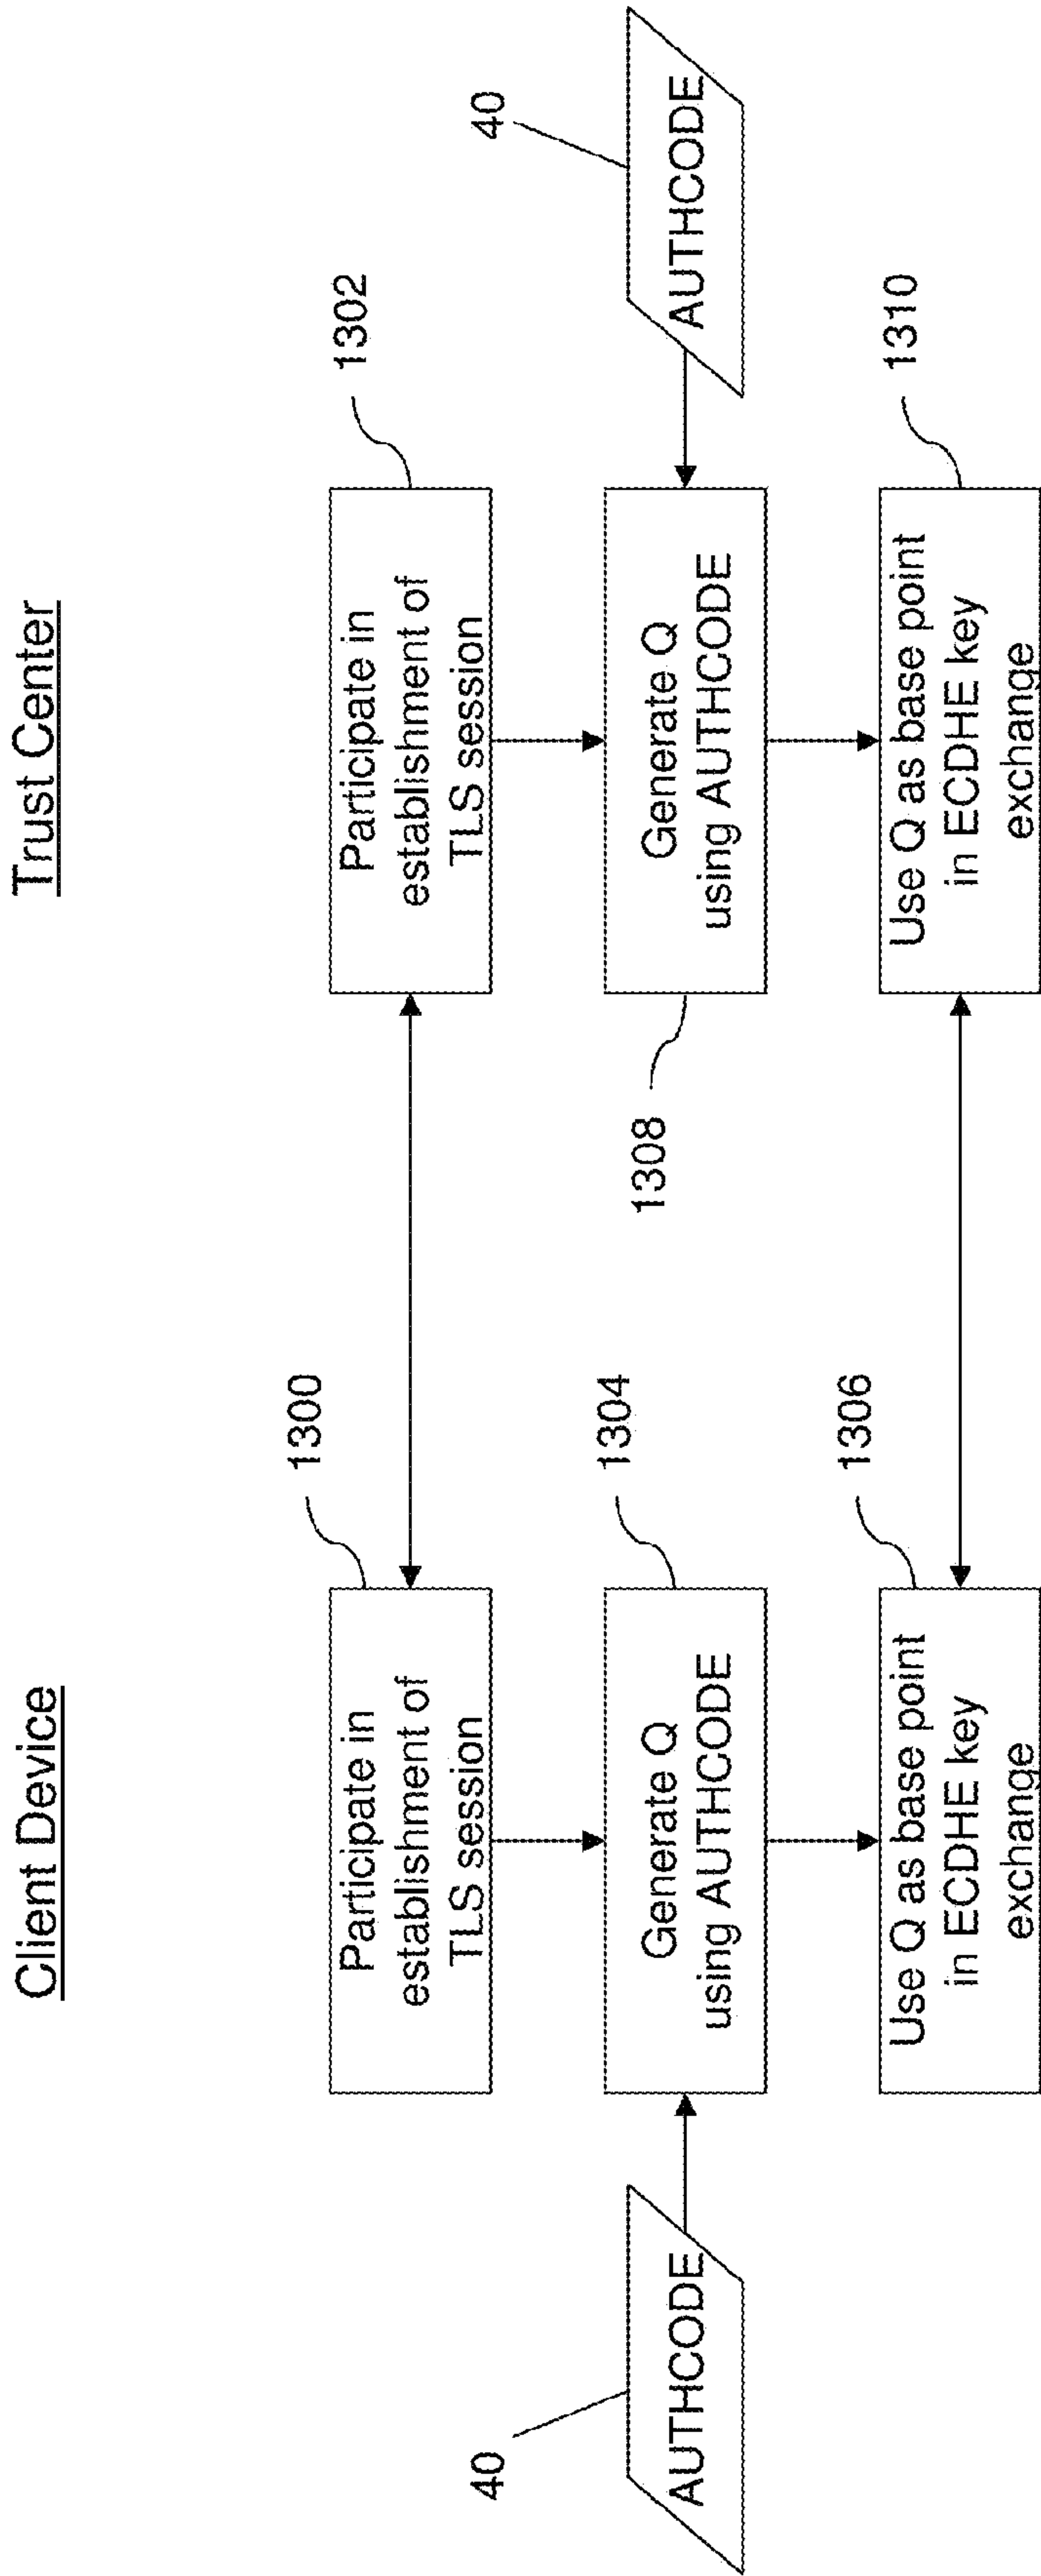 Client Device
Trust Center
1300
Participate in
establishment of
TLS session
1302
Participate in
establishment of
TLS session
40
AUTHCODE
1304
Generate Q
using AUTHCODE
1308
Generate Q
using AUTHCODE
40
AUTHCODE
1306
Use Q as base point
in ECDHE key
exchange
1310
Use Q as base point
in ECDHE key
exchange